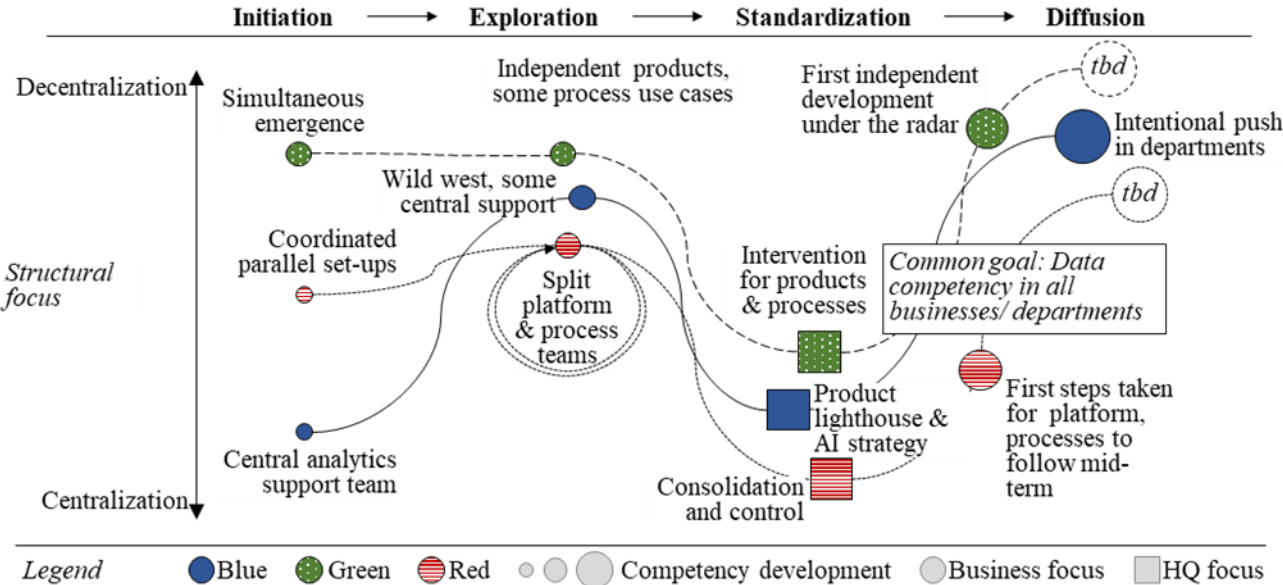 Initiation → Exploration → Standardization → Diffusion
Decentralization
Structural
focus
Centralization
Simultaneous
emergence
Coordinated
parallel set-ups
Central analytics
support team
Independent products,
some process use cases
Wild west, some
central support
Split
platform
& process
teams
Intervention
for products
& processes
Product
lighthouse &
AI strategy
Consolidation
and control
First independent
development
under the radar
tbd
Intentional push
in departments
tbd
Common goal: Data
competency in all
businesses/ departments
First steps taken
for platform,
processes to
follow mid-
term
Legend Blue Green Red Competency development Business focus HQ focus